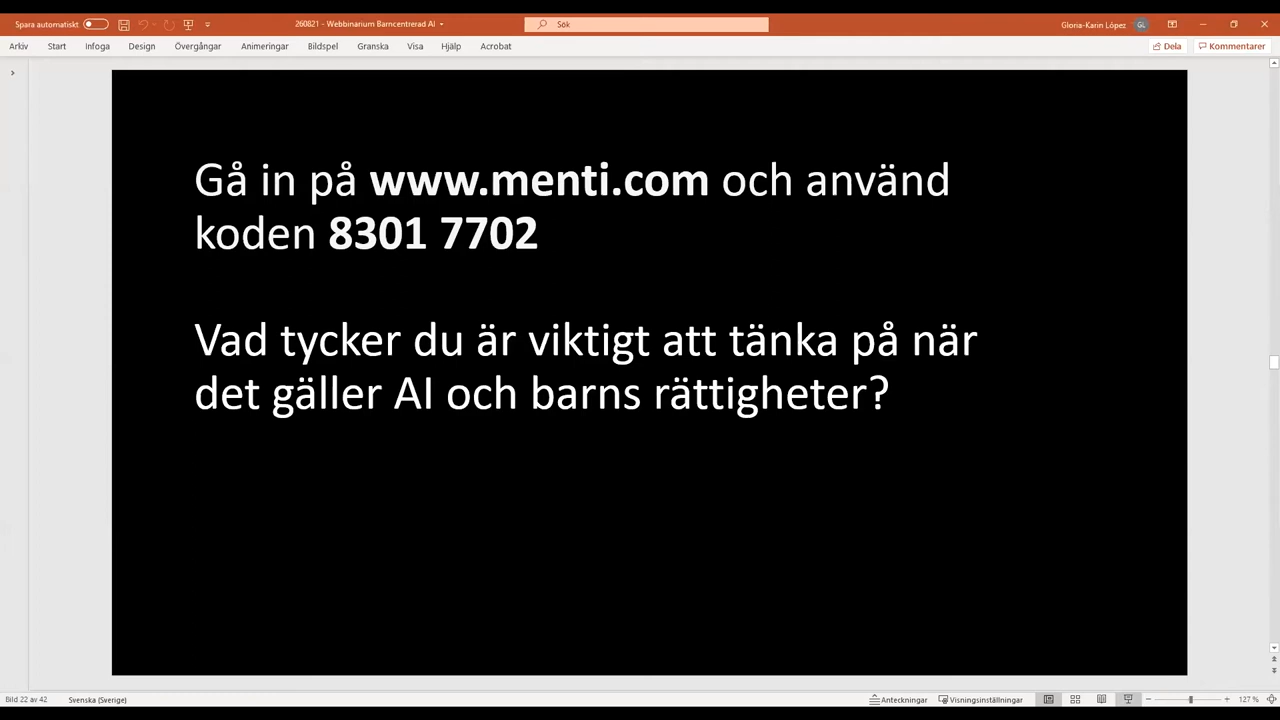 Spara automatiskt
260821 - Webbinarium Barncentrerad AI
Sök
Gloria-Karin López
GL
Arkiv Start Infoga Design Övergångar Animeringar Bildspel Granska Visa Hjälp Acrobat
Dela Kommentarer
Gå in på www.menti.com och använd
koden 8301 7702
Vad tycker du är viktigt att tänka på när
det gäller AI och barns rättigheter?
Bild 22 av 42 Svenska (Sverige)
Anteckningar Visningsinställningar 127 %